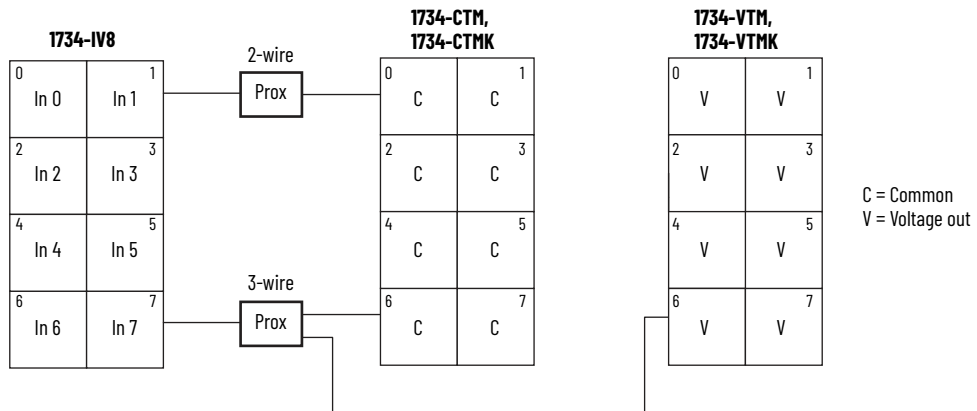 1734-IV8
0
In 0
1
In 1
2
In 2
3
In 3
4
In 4
5
In 5
6
In 6
7
In 7
2-wire
Prox
3-wire
Prox
1734-CTM,
1734-CTMK
0
C
1
C
2
C
3
C
4
C
5
C
6
C
7
C
1734-VTM,
1734-VTMK
0
V
1
V
2
V
3
V
4
V
5
V
6
V
7
V
C = Common
V = Voltage out